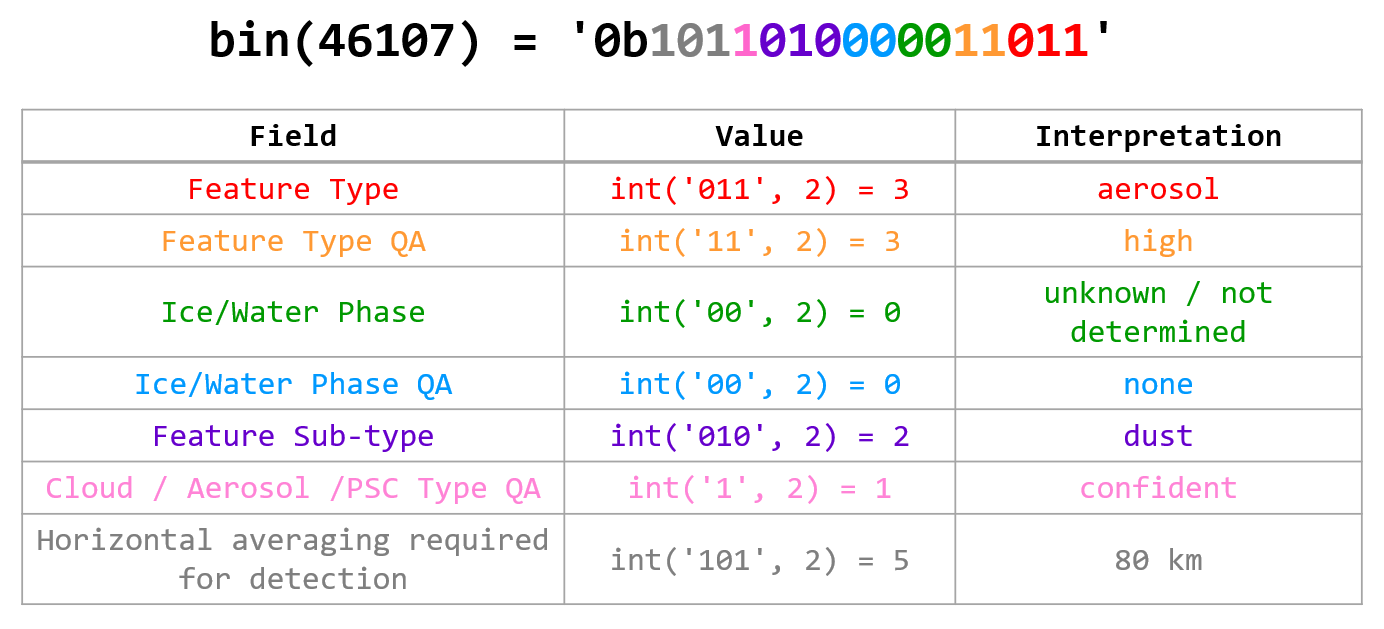 bin(46107) = '0b1011010000011011'
Field Value Interpretation
Feature Type int('011', 2) = 3 aerosol
Feature Type QA int('11', 2) = 3 high
Ice/Water Phase int('00', 2) = 0 unknown / not
determined
Ice/Water Phase QA int('00', 2) = 0 none
Feature Sub-type int('010', 2) = 2 dust
Cloud / Aerosol /PSC Type QA int('1', 2) = 1 confident
Horizontal averaging required
for detection int('101', 2) = 5 80 km